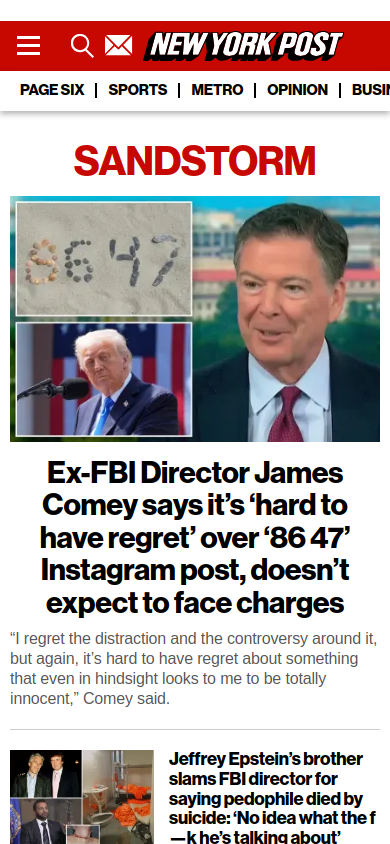 NEW YORK POST
PAGE SIX | SPORTS | METRO | OPINION | BUSIN
SANDSTORM
8647
Ex-FBI Director James
Comey says it’s ‘hard to
have regret’ over ‘86 47’
Instagram post, doesn’t
expect to face charges
“I regret the distraction and the controversy around it,
but again, it’s hard to have regret about something
that even in hindsight looks to me to be totally
innocent,” Comey said.
Jeffrey Epstein’s brother
slams FBI director for
saying pedophile died by
suicide: ‘No idea what the f
—k he’s talking about’